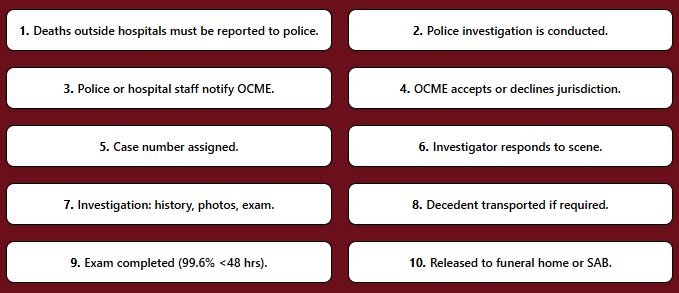 1. Deaths outside hospitals must be reported to police.
2. Police investigation is conducted.
3. Police or hospital staff notify OCME.
4. OCME accepts or declines jurisdiction.
5. Case number assigned.
6. Investigator responds to scene.
7. Investigation: history, photos, exam.
8. Decedent transported if required.
9. Exam completed (99.6% <48 hrs).
10. Released to funeral home or SAB.